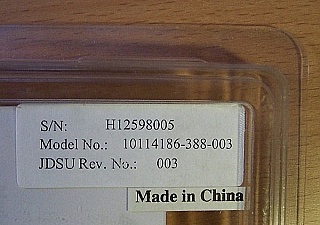 S/N: H12598005
Model No.: 10114186-388-003
JDSU Rev. No.: 003
Made in China